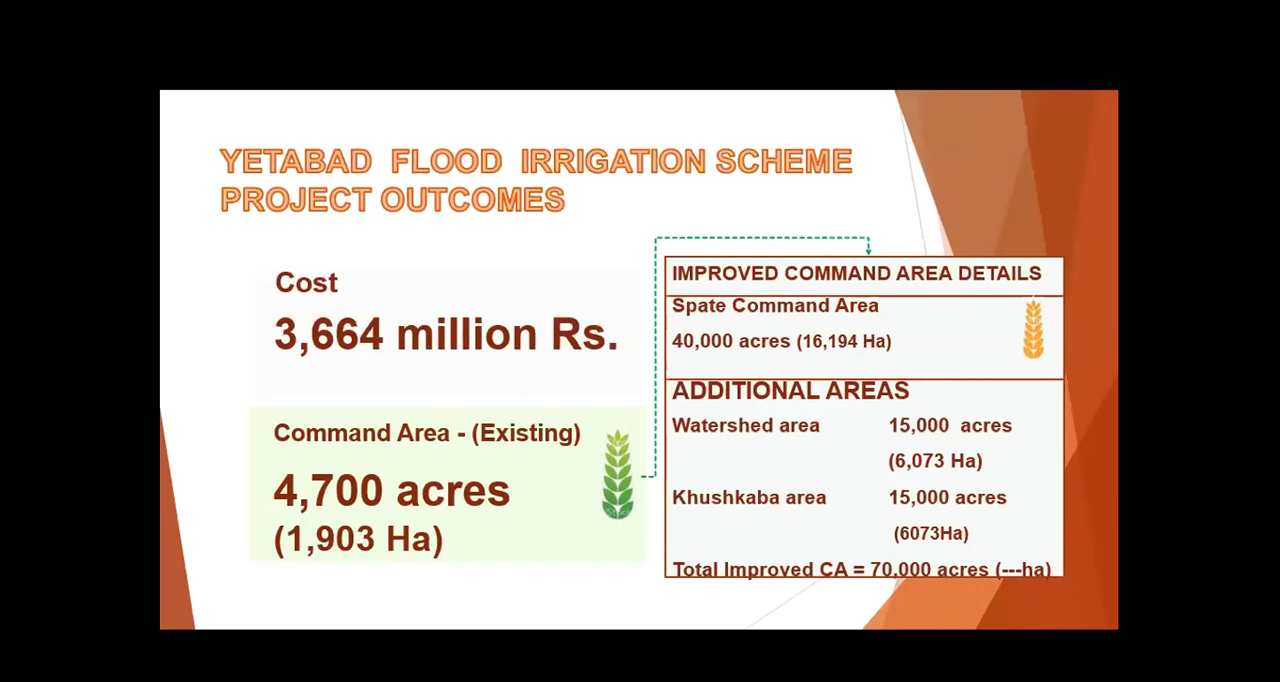 YETABAD FLOOD IRRIGATION SCHEME
PROJECT OUTCOMES
Cost
3,664 million Rs.
Command Area - (Existing)
4,700 acres
(1,903 Ha)
IMPROVED COMMAND AREA DETAILS
Spate Command Area
40,000 acres (16,194 Ha)
ADDITIONAL AREAS
Watershed area 15,000 acres
(6,073 Ha)
Khushkaba area 15,000 acres
(6073Ha)
Total Improved CA = 70,000 acres (---ha)